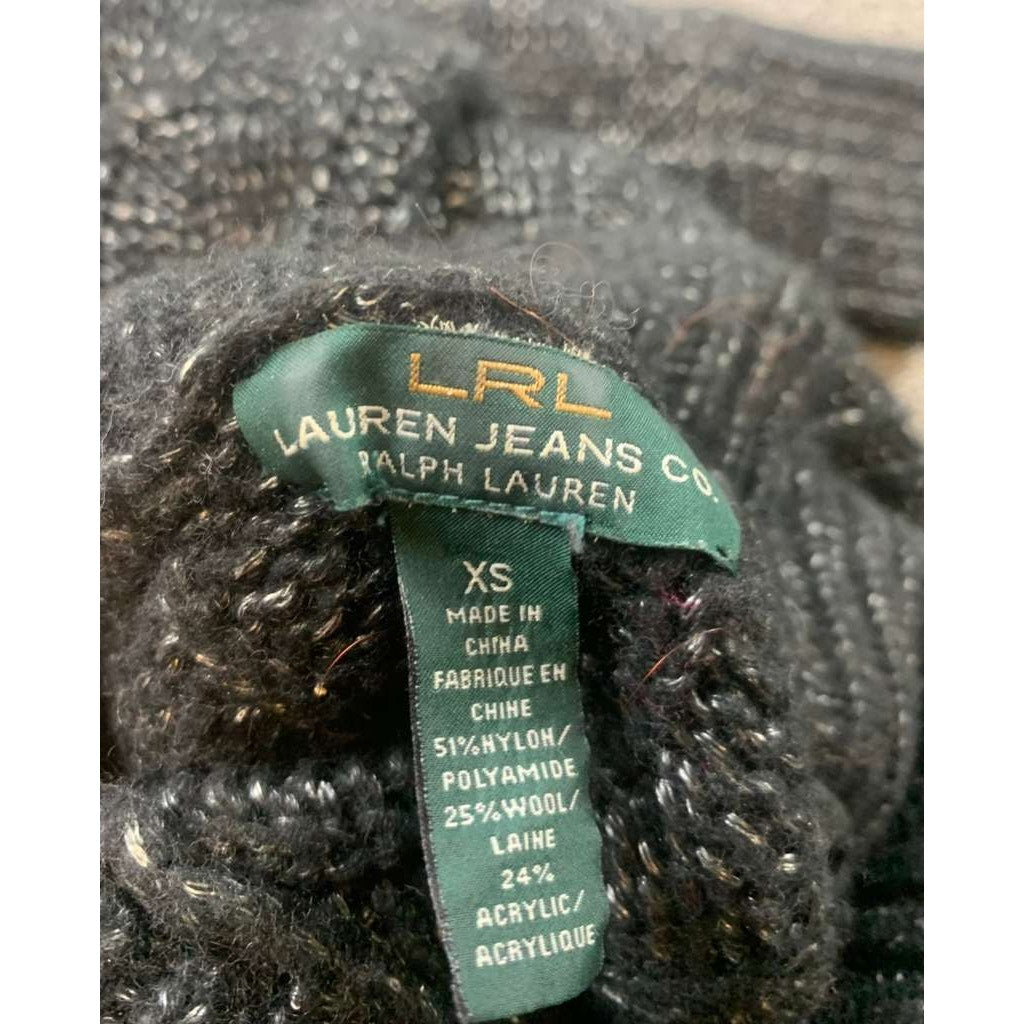 LRL
LAUREN JEANS CO.
RALPH LAUREN
XS
MADE IN
CHINA
FABRIQUE EN
CHINE
51% NYLON/
POLYAMIDE
25% WOOL/
LAINE
24%
ACRYLIC/
ACRYLIQUE